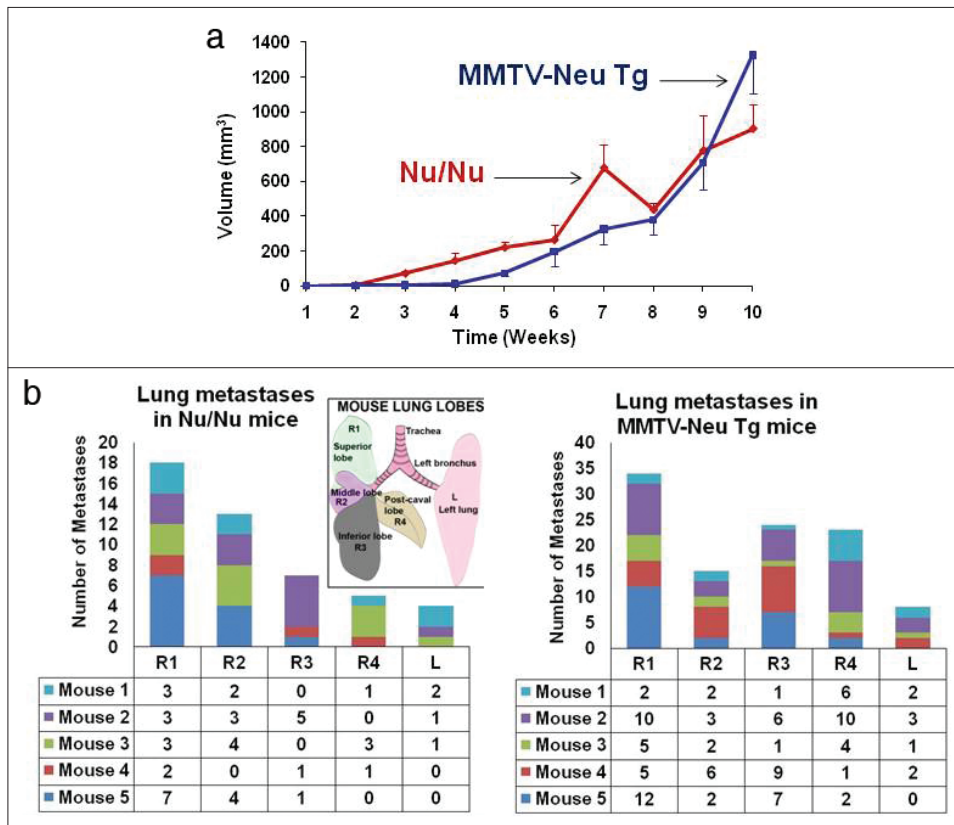 a
1400
1200
1000
800
600
400
200
0
Volume (mm³)
MMTV-Neu Tg
Nu/Nu
1 2 3 4 5 6 7 8 9 10
Time (Weeks)
b
Lung metastases
in Nu/Nu mice
Number of Metastases
20
18
16
14
12
10
8
6
4
2
0
MOUSE LUNG LOBES
R1
Superior
lobe
Trachea
Left bronchus
Middle lobe
R2
Post-caval
lobe
R4
L
Left lung
Inferior lobe
R3
R1 R2 R3 R4 L
Mouse 1 3 2 0 1 2
Mouse 2 3 3 5 0 1
Mouse 3 3 4 0 3 1
Mouse 4 2 0 1 1 0
Mouse 5 7 4 1 0 0
Lung metastases in
MMTV-Neu Tg mice
Number of Metastases
40
35
30
25
20
15
10
5
0
R1 R2 R3 R4 L
Mouse 1 2 2 1 6 2
Mouse 2 10 3 6 10 3
Mouse 3 5 2 1 4 1
Mouse 4 5 6 9 1 2
Mouse 5 12 2 7 2 0